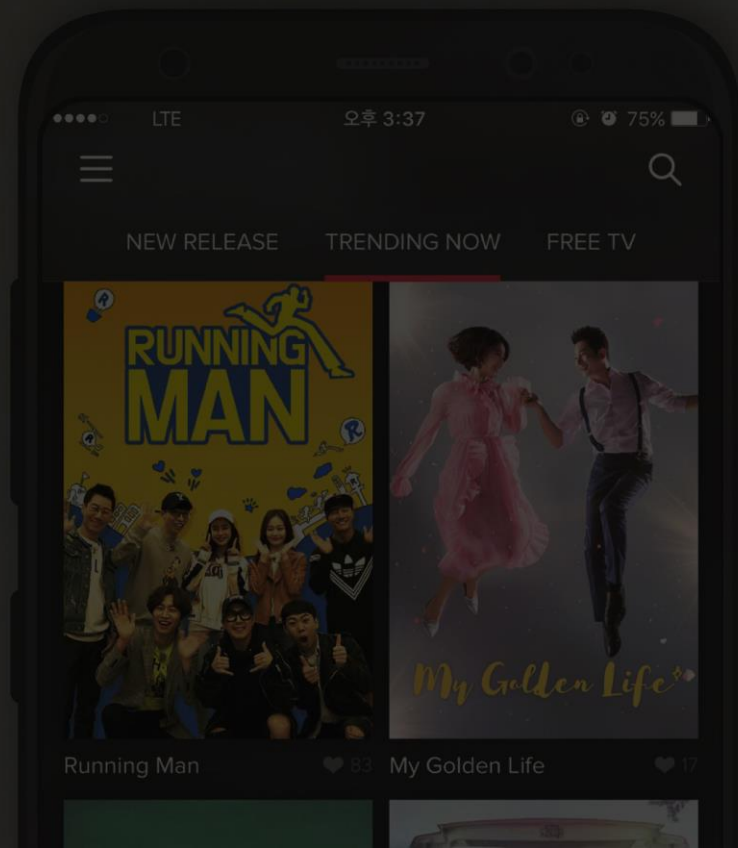 LTE 오후 3:37 75%
NEW RELEASE TRENDING NOW FREE TV
R
RUNNING
MAN
R
R
My Golden Life
Running Man 83 My Golden Life 17